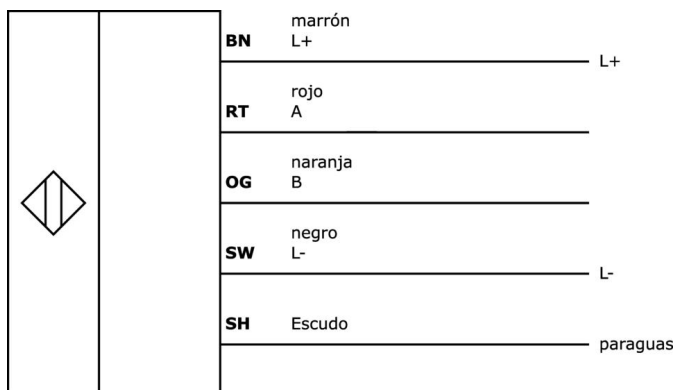 marrón
BN L+
L+
rojo
RT A
naranja
OG B
negro
SW L-
L-
SH Escudo
paraguas